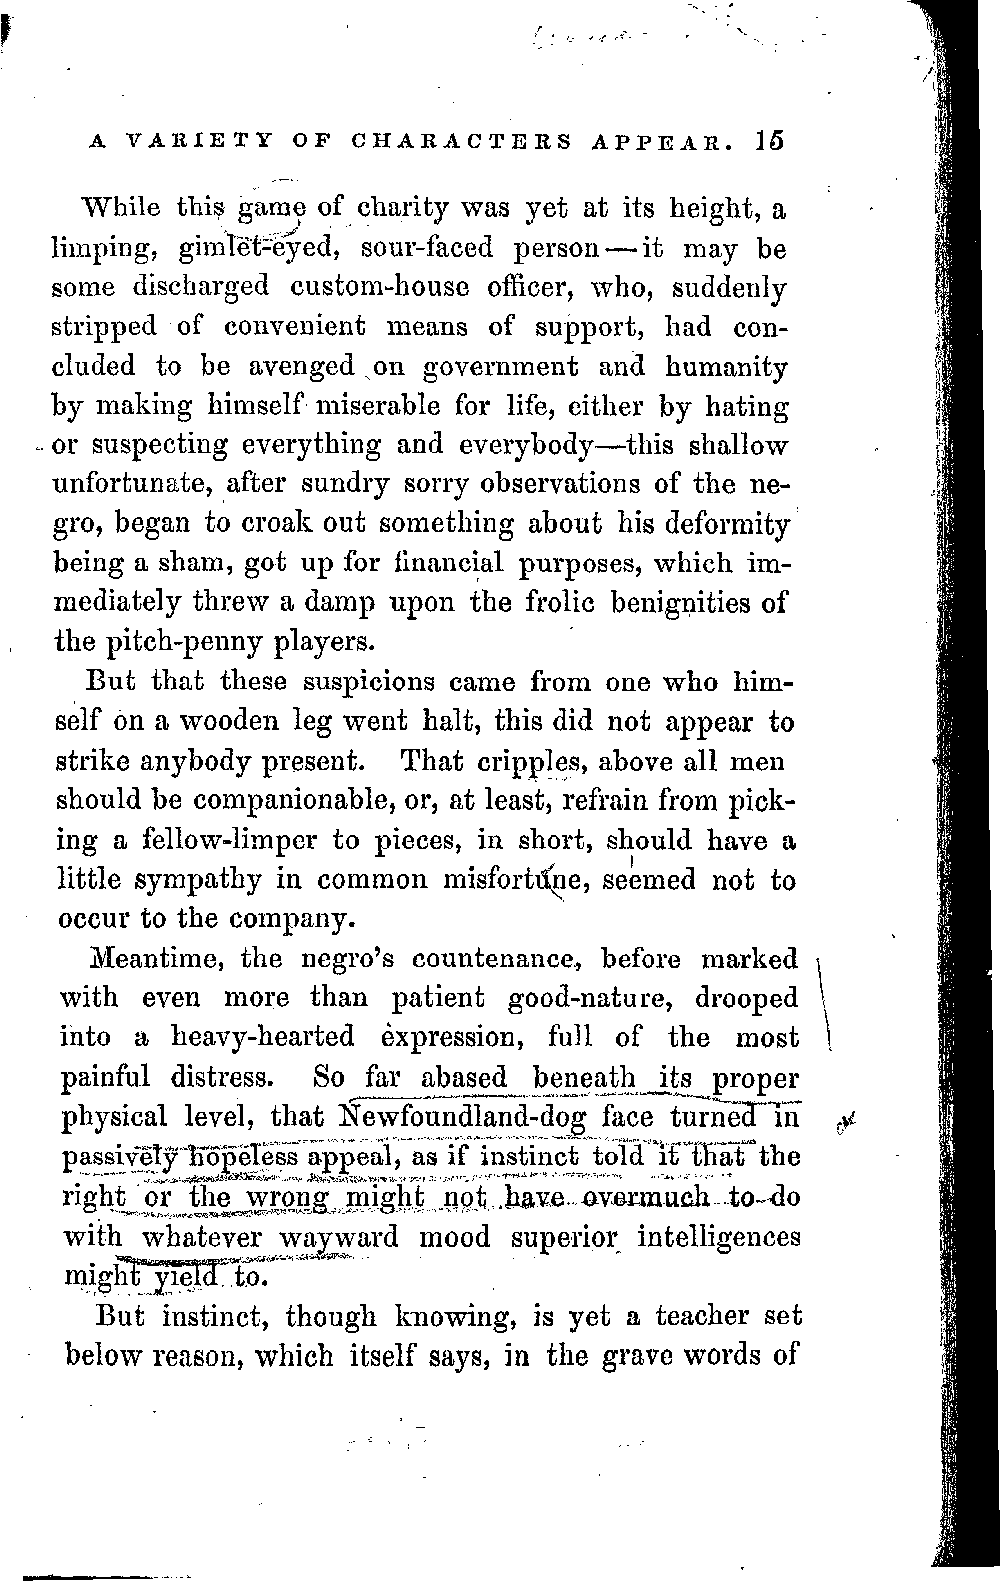 A VARIETY OF CHARACTERS APPEAR. 15
While this game of charity was yet at its height, a
limping, gimlet-eyed, sour-faced person—it may be
some discharged custom-house officer, who, suddenly
stripped of convenient means of support, had con-
cluded to be avenged on government and humanity
by making himself miserable for life, either by hating
or suspecting everything and everybody—this shallow
unfortunate, after sundry sorry observations of the ne-
gro, began to croak out something about his deformity
being a sham, got up for financial purposes, which im-
mediately threw a damp upon the frolic benignities of
the pitch-penny players.
But that these suspicions came from one who him-
self on a wooden leg went halt, this did not appear to
strike anybody present. That cripples, above all men
should be companionable, or, at least, refrain from pick-
ing a fellow-limper to pieces, in short, should have a
little sympathy in common misfortune, seemed not to
occur to the company.
Meantime, the negro's countenance, before marked
with even more than patient good-nature, drooped
into a heavy-hearted expression, full of the most
painful distress. So far abased beneath its proper
physical level, that Newfoundland-dog face turned in
passively hopeless appeal, as if instinct told it that the
right or the wrong might not have overmuch to do
with whatever wayward mood superior intelligences
might yield to.
But instinct, though knowing, is yet a teacher set
below reason, which itself says, in the grave words of